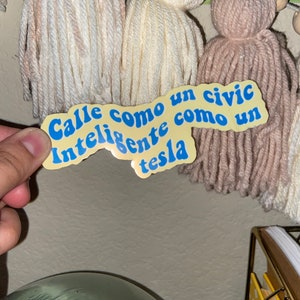 Calle como un civic
Inteligente como un
tesla